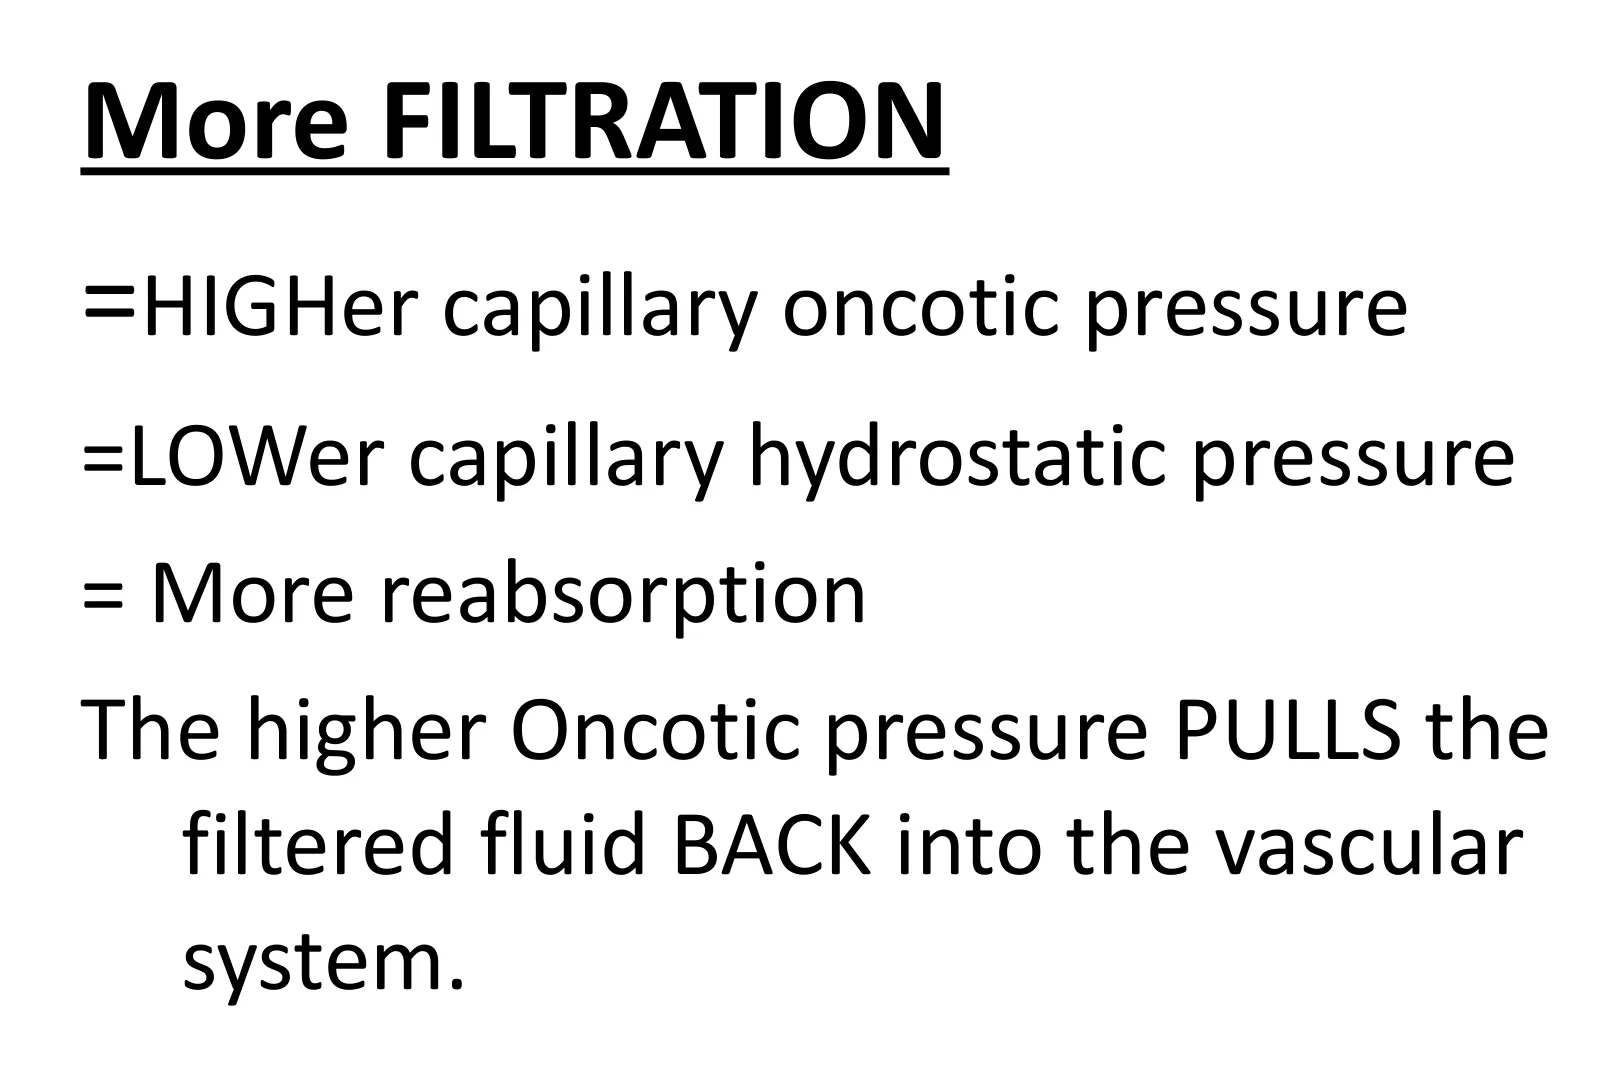 More FILTRATION
=HIGHer capillary oncotic pressure
=LOWer capillary hydrostatic pressure
= More reabsorption
The higher Oncotic pressure PULLS the
filtered fluid BACK into the vascular
system.